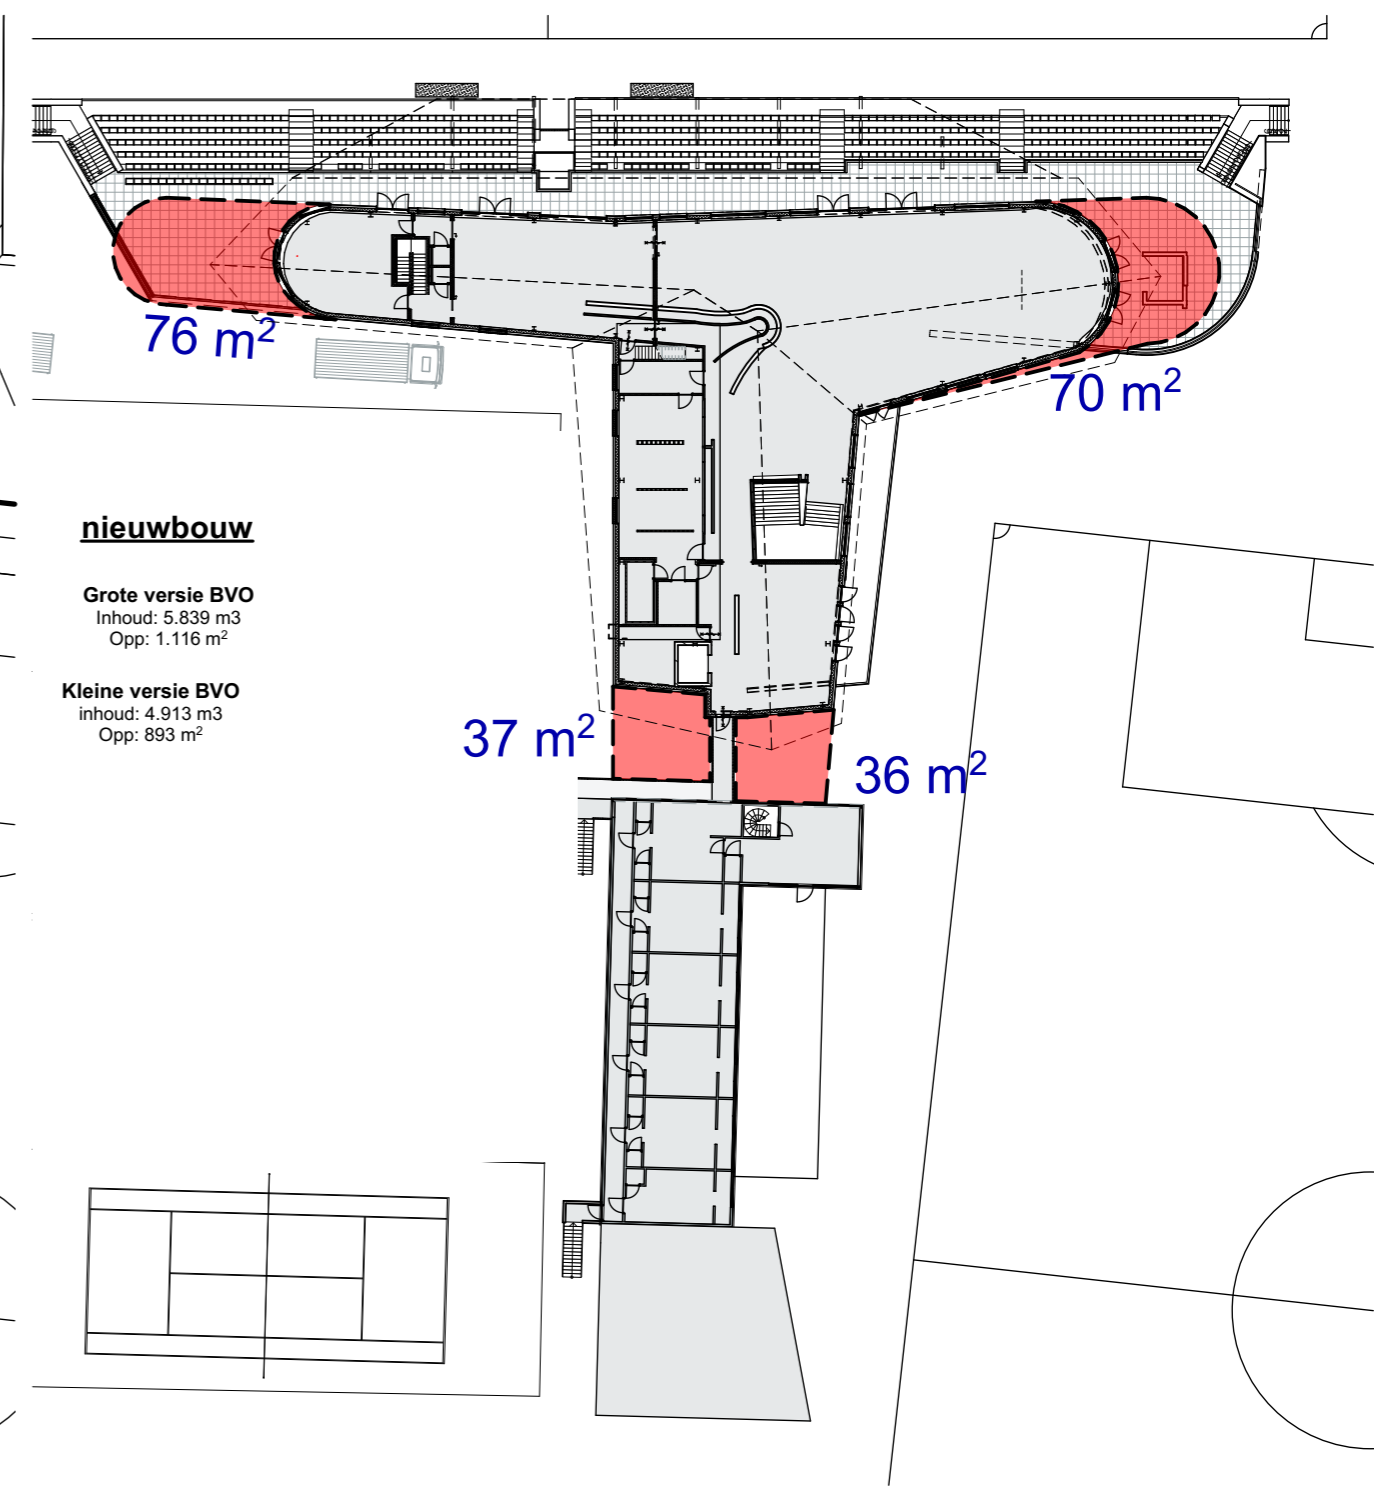 76 m²
70 m²
nieuwbouw
Grote versie BVO
Inhoud: 5.839 m3
Opp: 1.116 m²
Kleine versie BVO
inhoud: 4.913 m3
Opp: 893 m²
37 m²
36 m²